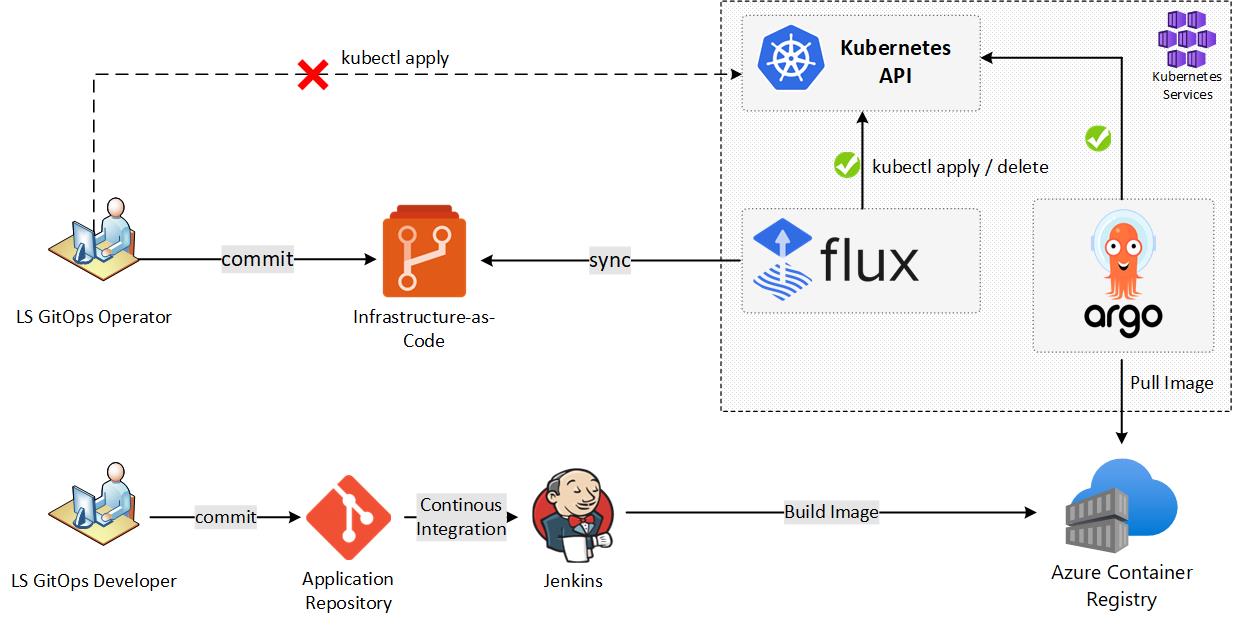 kubectl apply
Kubernetes
API
Kubernetes
Services
kubectl apply / delete
commit
sync
flux
argo
LS GitOps Operator
Infrastructure-as-
Code
Pull Image
commit
Continous
Integration
Build Image
LS GitOps Developer
Application
Repository
Jenkins
Azure Container
Registry